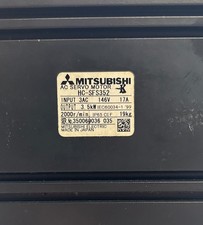 MITSUBISHI
AC SERVO MOTOR
HC-SFS352
INPUT 3AC 146V 17A
OUTPUT 3.5kW IEC60034-1 '99
2000r/min IP65 Cl.F 19kg
MITSUBISHI ELECTRIC
MADE IN JAPAN